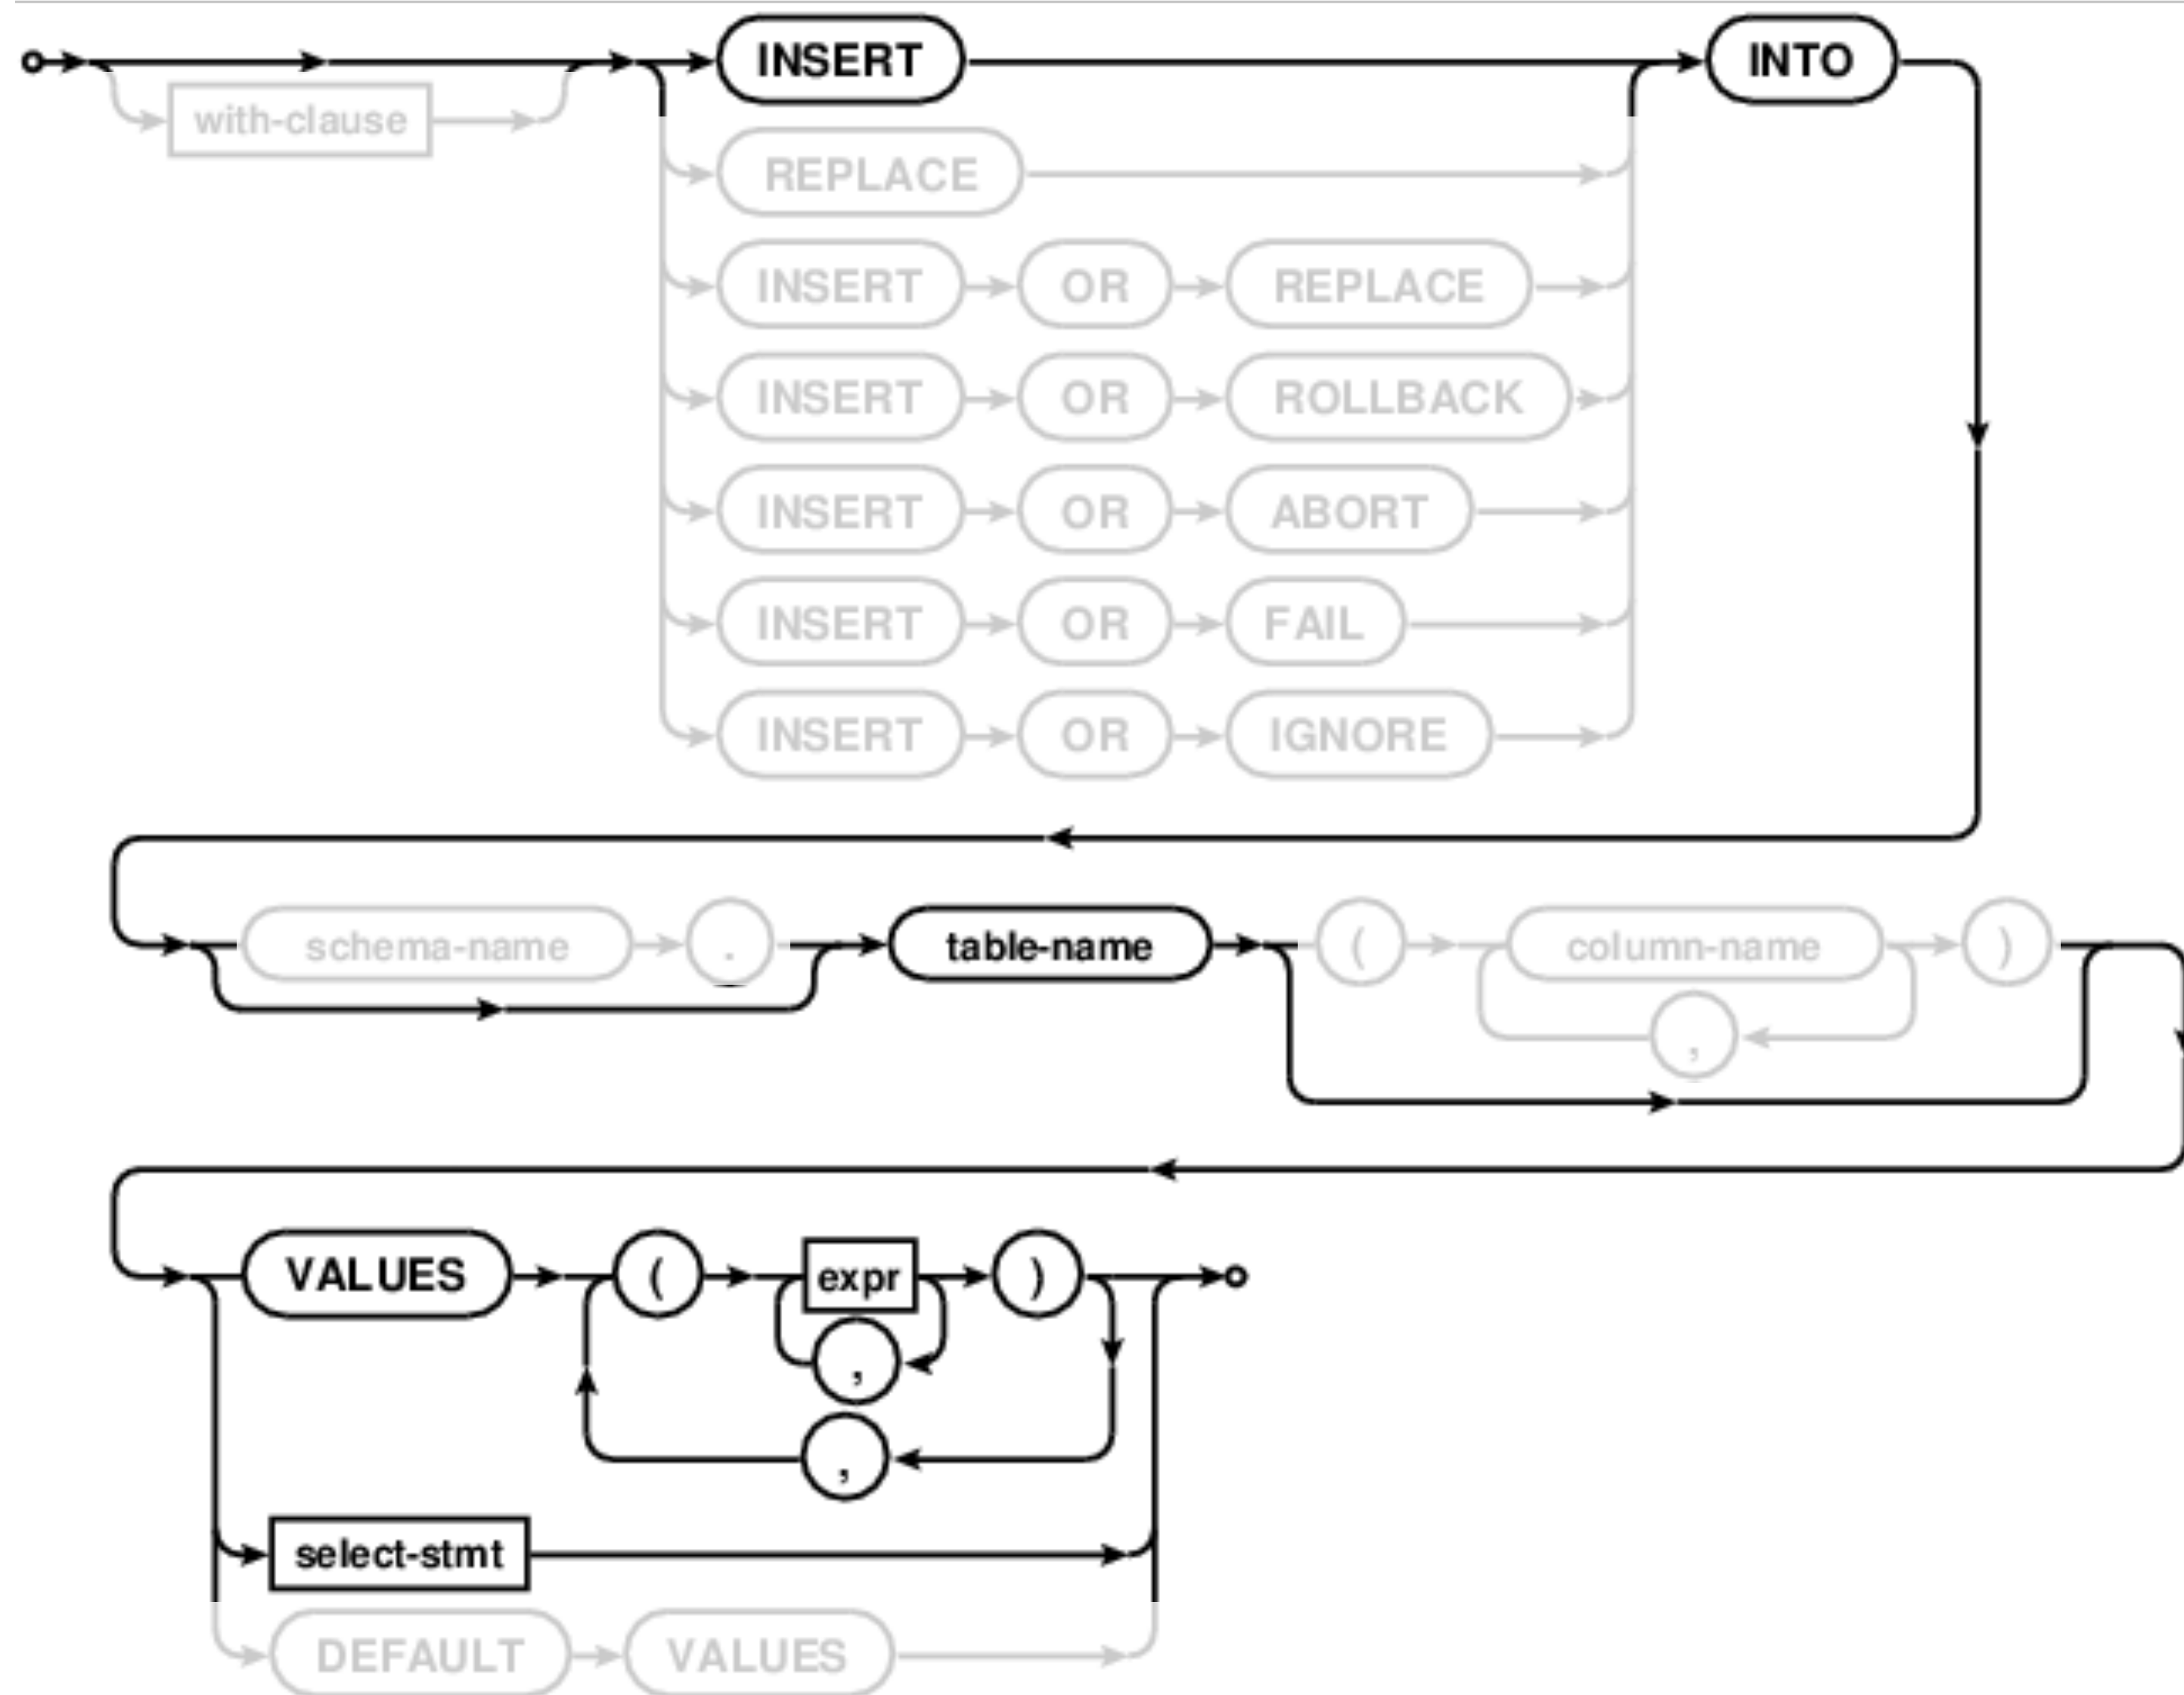 INSERT INTO
with-clause
REPLACE
INSERT OR REPLACE
INSERT OR ROLLBACK
INSERT OR ABORT
INSERT OR FAIL
INSERT OR IGNORE
schema-name . table-name ( column-name )
,
VALUES ( expr )
,
,
select-stmt
DEFAULT VALUES